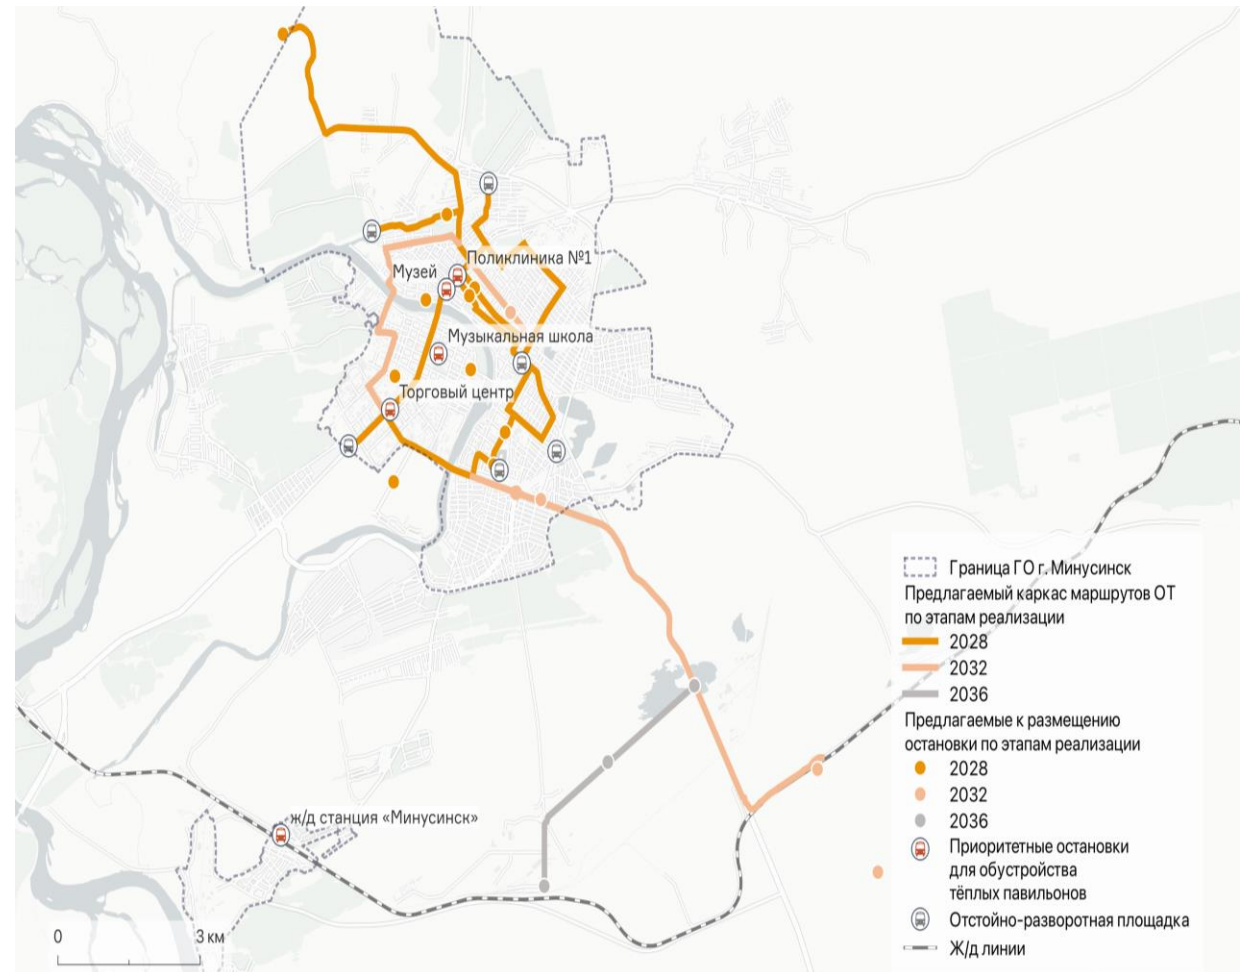 Поликлиника №1
Музей
Музыкальная школа
Торговый центр
ж/д станция «Минусинск»
0 3 км
Граница ГО г. Минусинск
Предлагаемый каркас маршрутов ОТ
по этапам реализации
2028
2032
2036
Предлагаемые к размещению
остановки по этапам реализации
2028
2032
2036
Приоритетные остановки
для обустройства
тёплых павильонов
Отстойно-разворотная площадка
Ж/д линии